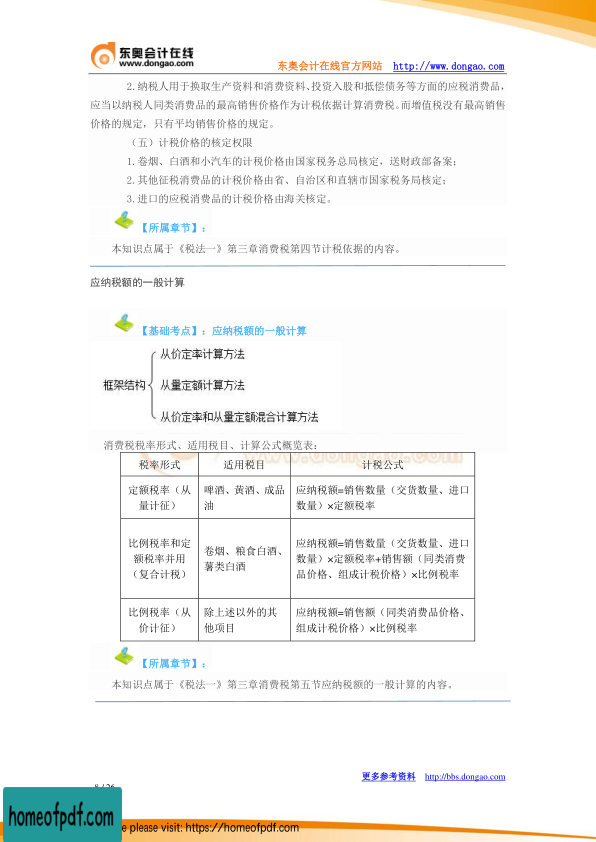 东奥会计在线
www.dongao.com
东奥会计在线官方网站 http://www.dongao.com
2.纳税人用于换取生产资料和消费资料、投资入股和抵偿债务等方面的应税消费品，
应当以纳税人同类消费品的最高销售价格作为计税依据计算消费税。而增值税没有最高销售
价格的规定，只有平均销售价格的规定。
（五）计税价格的核定权限
1.卷烟、白酒和小汽车的计税价格由国家税务总局核定，送财政部备案；
2.其他征税消费品的计税价格由省、自治区和直辖市国家税务局核定；
3.进口的应税消费品的计税价格由海关核定。
【所属章节】：
本知识点属于《税法一》第三章消费税第四节计税依据的内容。
应纳税额的一般计算
【基础考点】：应纳税额的一般计算
从价定率计算方法
框架结构 从量定额计算方法
从价定率和从量定额混合计算方法
消费税税率形式、适用税目、计算公式概览表：
税率形式 适用税目 计税公式
定额税率（从 啤酒、黄酒、成品 应纳税额=销售数量（交货数量、进口
量计征） 油 数量）×定额税率
比例税率和定 应纳税额=销售数量（交货数量、进口
额税率并用 卷烟、粮食白酒、 数量）×定额税率+销售额（同类消费
（复合计税） 薯类白酒 品价格、组成计税价格）×比例税率
比例税率（从 除上述以外的其 应纳税额=销售额（同类消费品价格、
价计征） 他项目 组成计税价格）×比例税率
【所属章节】：
本知识点属于《税法一》第三章消费税第五节应纳税额的一般计算的内容。
更多参考资料 http://bbs.dongao.com
homeofpdf.com
please visit: https://homeofpdf.com